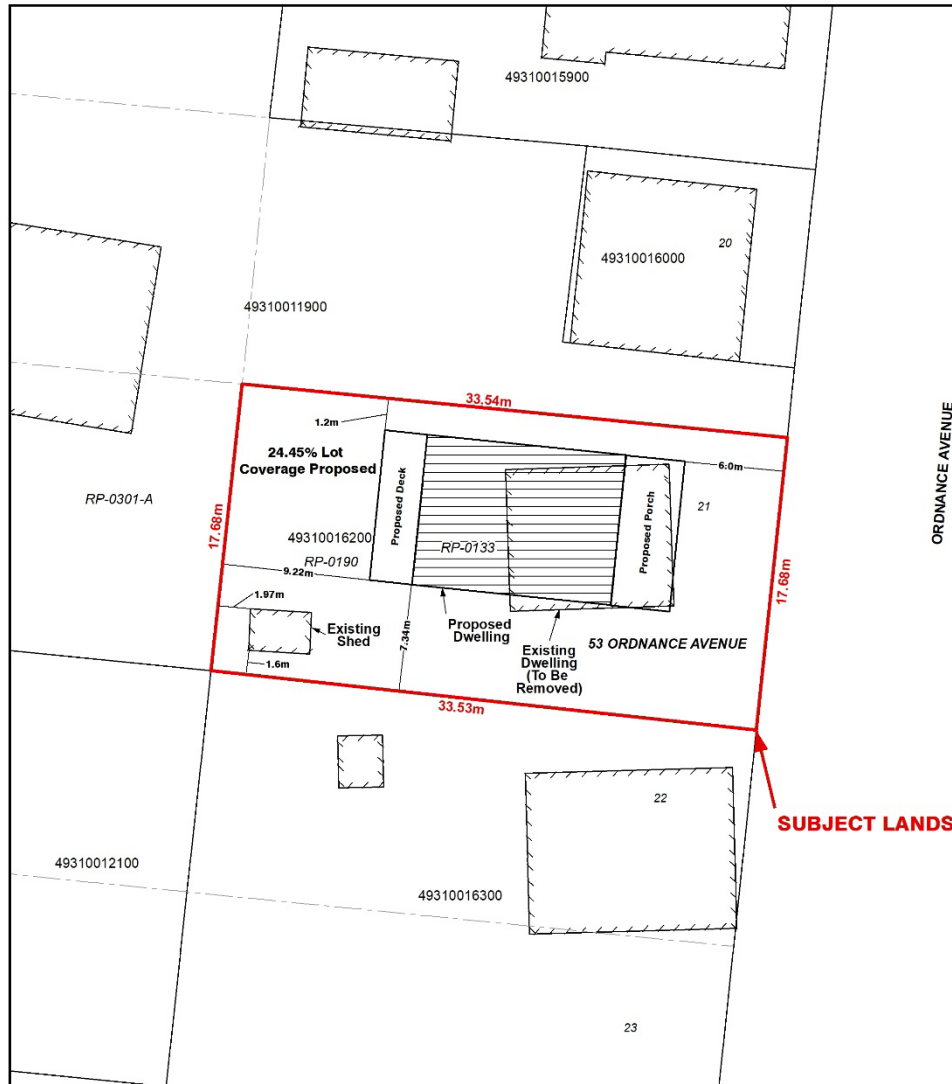 49310015900
20
49310016000
49310011900
33.54m
1.2m
ORDNANCE AVENUE
24.45% Lot
Coverage Proposed
6.0m
Proposed Deck
Proposed Porch
RP-0301-A
21
17.68m
49310016200
RP-0133
RP-0190
9.22m
17.68m
1.97m
Existing
Shed
Proposed
Dwelling
7.34m
53 ORDNANCE AVENUE
Existing
Dwelling
(To Be
Removed)
1.6m
33.53m
22
SUBJECT LANDS
49310012100
49310016300
23